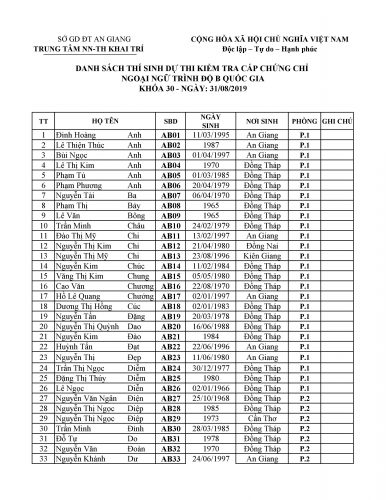 SỞ GD ĐT AN GIANG CỘNG HÒA XÃ HỘI CHỦ NGHĨA VIỆT NAM
TRUNG TÂM NN-TH KHAI TRÍ Độc lập – Tự do – Hạnh phúc
DANH SÁCH THÍ SINH DỰ THI KIỂM TRA CẤP CHỨNG CHỈ
NGOẠI NGỮ TRÌNH ĐỘ B QUỐC GIA
KHÓA 30 - NGÀY: 31/08/2019
TT HỌ TÊN SBD NGÀY SINH NƠI SINH PHÒNG GHI CHÚ
1 Đinh Hoàng Anh AB01 11/03/1995 An Giang P.1
2 Lê Thiện Thúc Anh AB02 1987 An Giang P.1
3 Bùi Ngọc Anh AB03 01/04/1997 An Giang P.1
4 Lê Thị Kim Anh AB04 1970 Đồng Tháp P.1
5 Phạm Tú Anh AB05 01/03/1985 Đồng Tháp P.1
6 Phạm Phương Anh AB06 20/04/1979 Đồng Tháp P.1
7 Nguyễn Tài Ba AB07 06/04/1970 Đồng Tháp P.1
8 Phạm Thị Bảy AB08 1965 Đồng Tháp P.1
9 Lê Văn Bông AB09 1965 Đồng Tháp P.1
10 Trần Minh Châu AB10 24/02/1979 Đồng Tháp P.1
11 Đào Thị Mỹ Chi AB11 13/02/1997 An Giang P.1
12 Nguyễn Thị Kim Chi AB12 21/04/1980 Đồng Nai P.1
13 Nguyễn Thị Mỹ Chi AB13 23/08/1996 Kiên Giang P.1
14 Nguyễn Kim Chúc AB14 11/02/1984 Đồng Tháp P.1
15 Văng Thị Kim Chung AB15 05/05/1980 Đồng Tháp P.1
16 Cao Văn Chương AB16 22/08/1970 Đồng Tháp P.1
17 Hồ Lê Quang Chương AB17 02/01/1997 An Giang P.1
18 Dương Thị Hồng Cúc AB18 02/01/1983 Đồng Tháp P.1
19 Nguyễn Tấn Đặng AB19 20/03/1978 Đồng Tháp P.1
20 Nguyễn Thị Quỳnh Dao AB20 16/06/1988 Đồng Tháp P.1
21 Nguyễn Kim Đào AB21 1984 Đồng Tháp P.1
22 Huỳnh Tấn Đạt AB22 22/06/1996 An Giang P.1
23 Nguyễn Thị Đẹp AB23 11/06/1980 An Giang P.1
24 Trần Thị Ngọc Diễm AB24 30/12/1977 Đồng Tháp P.1
25 Đặng Thị Thúy Diễm AB25 1980 Đồng Tháp P.1
26 Lê Ngọc Diễn AB26 02/01/1966 Đồng Tháp P.1
27 Nguyễn Văn Ngân Điện AB27 25/10/1968 Đồng Tháp P.2
28 Nguyễn Thị Ngọc Diệp AB28 1985 Đồng Tháp P.2
29 Nguyễn Thị Ngọc Điệp AB29 1973 Cần Thơ P.2
30 Trần Minh Đình AB30 28/03/1985 Đồng Tháp P.2
31 Đỗ Tự Do AB31 1978 Đồng Tháp P.2
32 Nguyễn Văn Đoàn AB32 1970 Đồng Tháp P.2
33 Nguyễn Khánh Dư AB33 24/06/1997 An Giang P.2